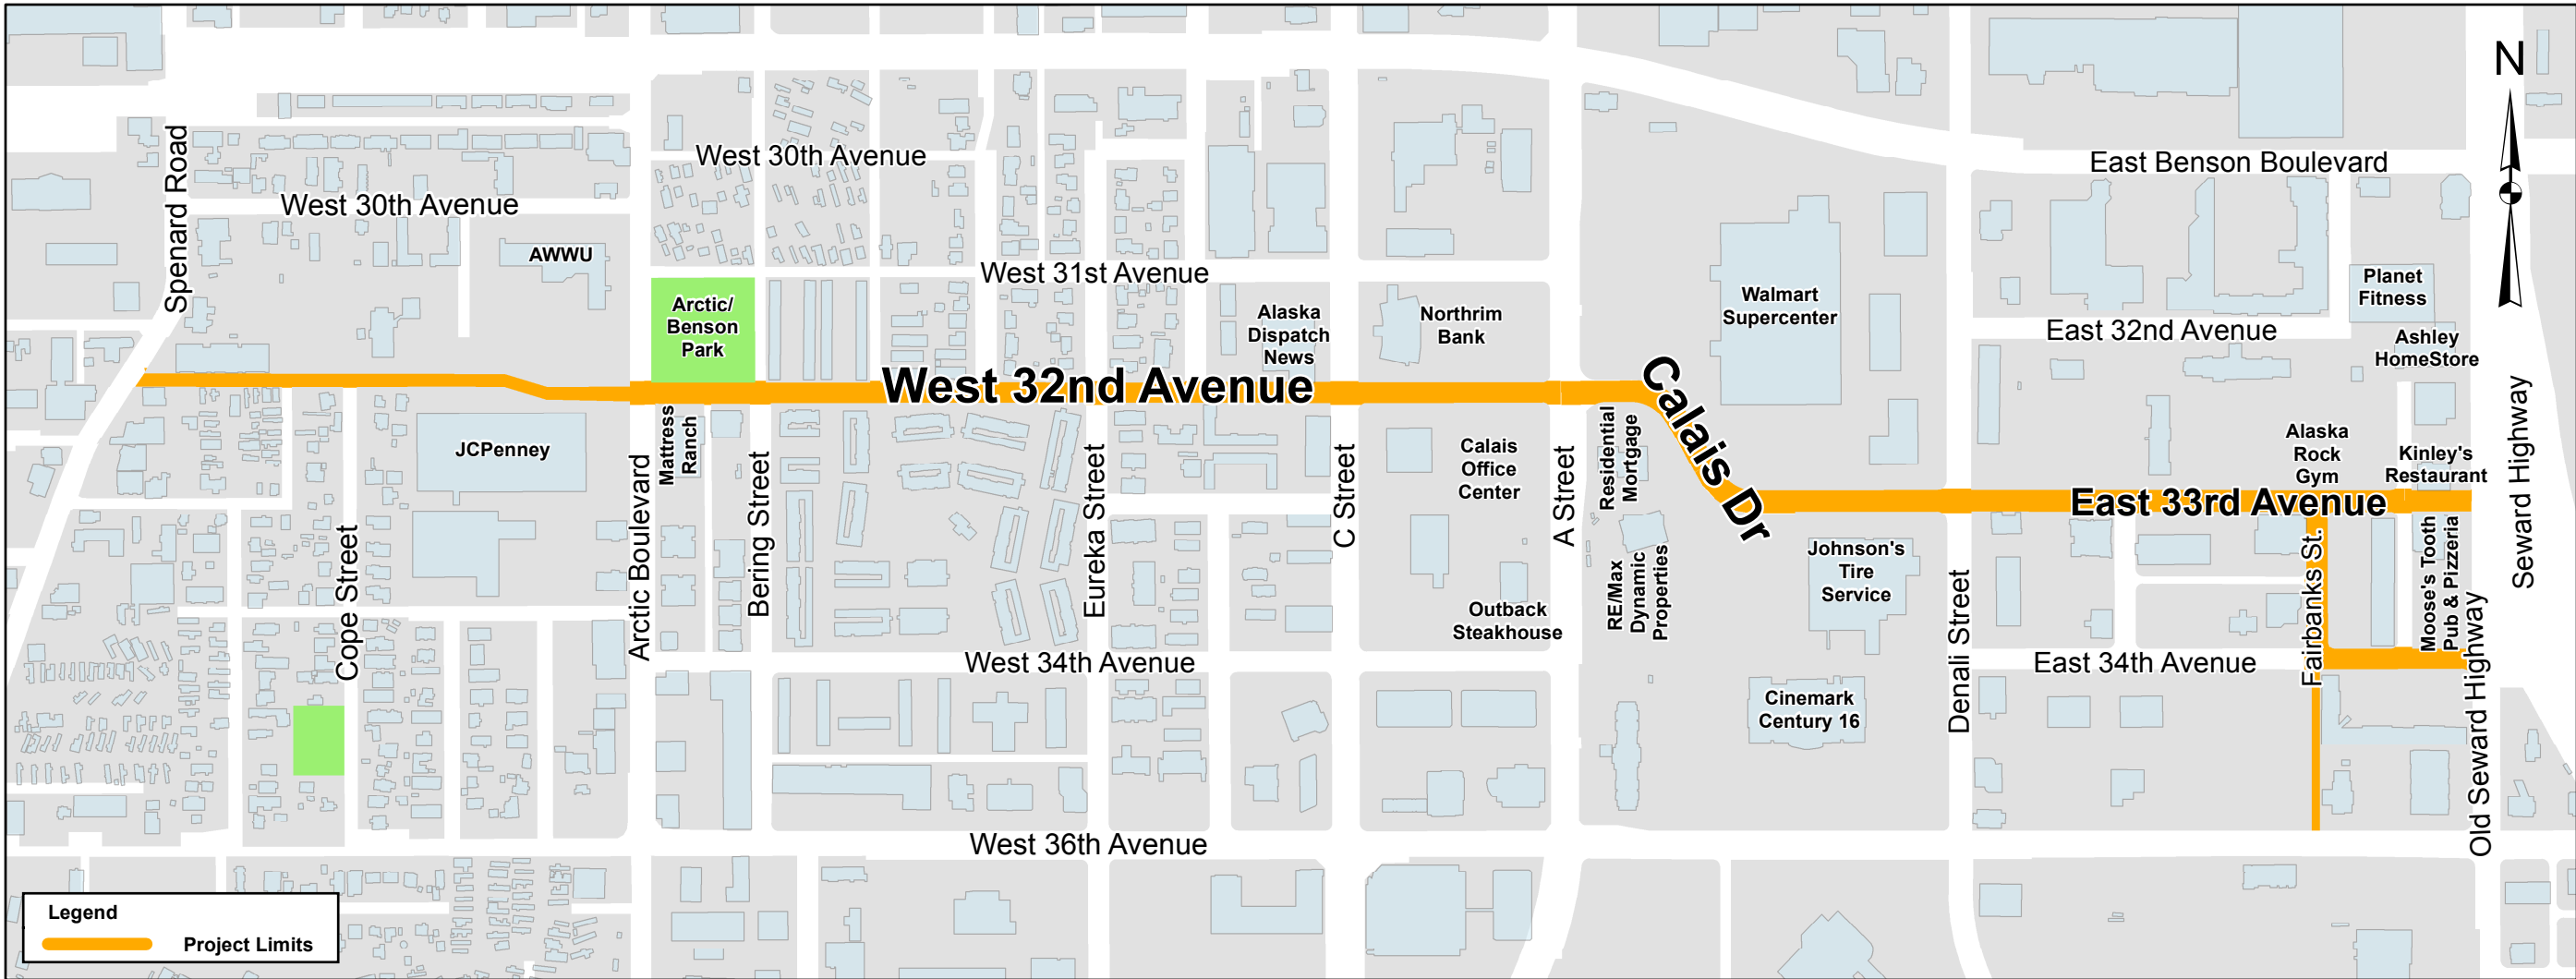 N
East Benson Boulevard
West 30th Avenue
Spenard Road
West 30th Avenue
AWWU
West 31st Avenue
Arctic/
Benson
Park
Alaska
Dispatch
News
Northrim
Bank
Walmart
Supercenter
Planet
Fitness
East 32nd Avenue
Ashley
HomeStore
West 32nd Avenue
Calais Dr
Seward Highway
JCPenney
Mattress
Ranch
Arctic Boulevard
Bering Street
Eureka Street
C Street
Calais
Office
Center
A Street
Residential
Mortgage
Alaska
Rock
Gym
Kinley's
Restaurant
East 33rd Avenue
Cope Street
Outback
Steakhouse
RE/Max
Dynamic
Properties
Johnson's
Tire
Service
Denali Street
Fairbanks St.
Moose's Tooth
Pub & Pizzeria
Old Seward Highway
West 34th Avenue
East 34th Avenue
Cinemark
Century 16
West 36th Avenue
Legend
Project Limits